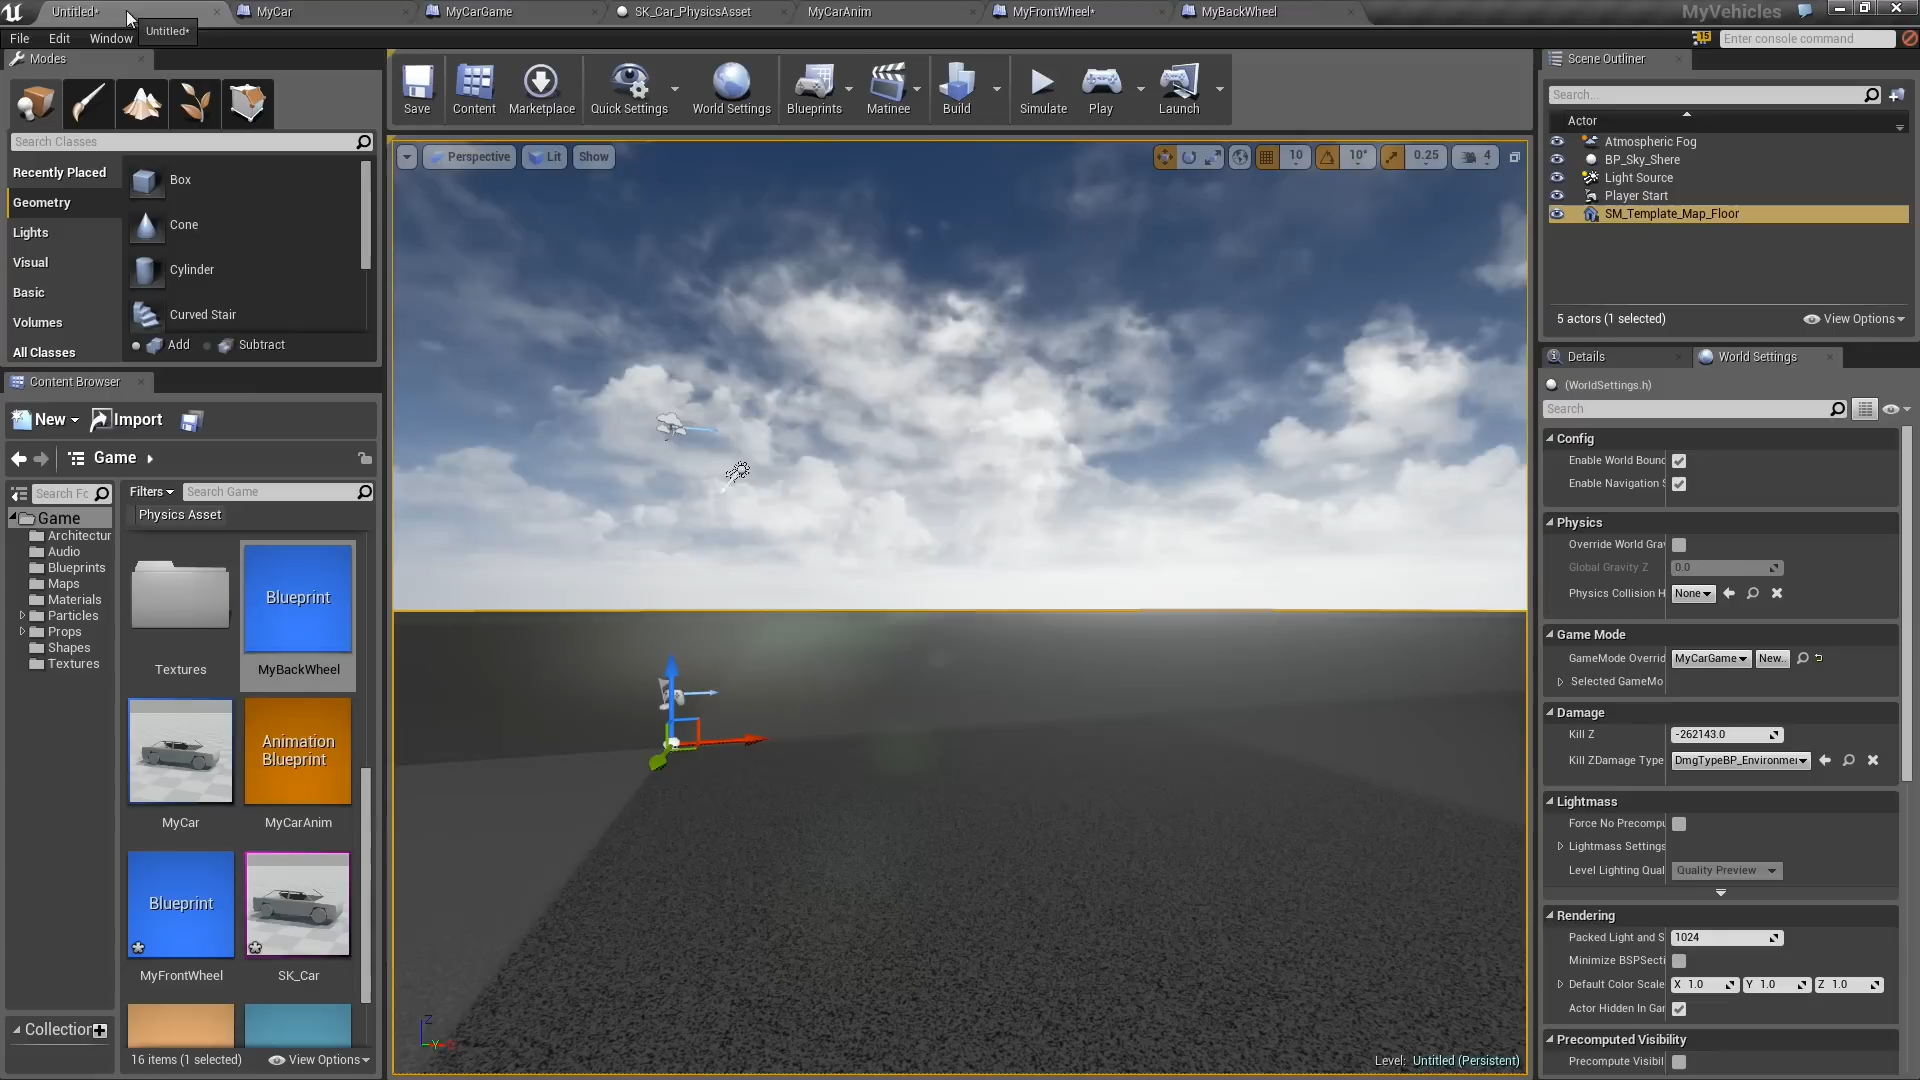 Untitled*
MyCar
MyCarGame
SK_Car_PhysicsAsset
MyCarAnim
MyFrontWheel*
MyBackWheel
MyVehicles
File
Edit
Window
Untitled*
15
Enter console command
Modes
Search Classes
Recently Placed
Geometry
Lights
Visual
Basic
Volumes
All Classes
Box
Cone
Cylinder
Curved Stair
Add
Subtract
Save
Content
Marketplace
Quick Settings
World Settings
Blueprints
Matinee
Build
Simulate
Play
Launch
Perspective
Lit
Show
10
10°
0.25
4
Level: Untitled (Persistent)
Z
Y
Scene Outliner
Search...
Actor
Atmospheric Fog
BP_Sky_Shere
Light Source
Player Start
SM_Template_Map_Floor
5 actors (1 selected)
View Options
Content Browser
New
Import
Game
Search Fc
Filters
Search Game
Physics Asset
Game
Architectur
Audio
Blueprints
Maps
Materials
Particles
Props
Shapes
Textures
Collection
Textures
Blueprint
MyBackWheel
MyCar
Animation
Blueprint
MyCarAnim
Blueprint
MyFrontWheel
SK_Car
16 items (1 selected)
View Options
Details
World Settings
(WorldSettings.h)
Search
Config
Enable World Bounc
Enable Navigation S
Physics
Override World Gra
Global Gravity Z 0.0
Physics Collision H None
Game Mode
GameMode Overrid MyCarGame New..
Selected GameMo
Damage
Kill Z -262143.0
Kill ZDamage Type DmgTypeBP_Environmen
Lightmass
Force No Precompu
Lightmass Settings
Level Lighting Qual Quality Preview
Rendering
Packed Light and S 1024
Minimize BSPSecti
Default Color Scale X 1.0 Y 1.0 Z 1.0
Actor Hidden In Gar
Precomputed Visibility
Precompute Visibil